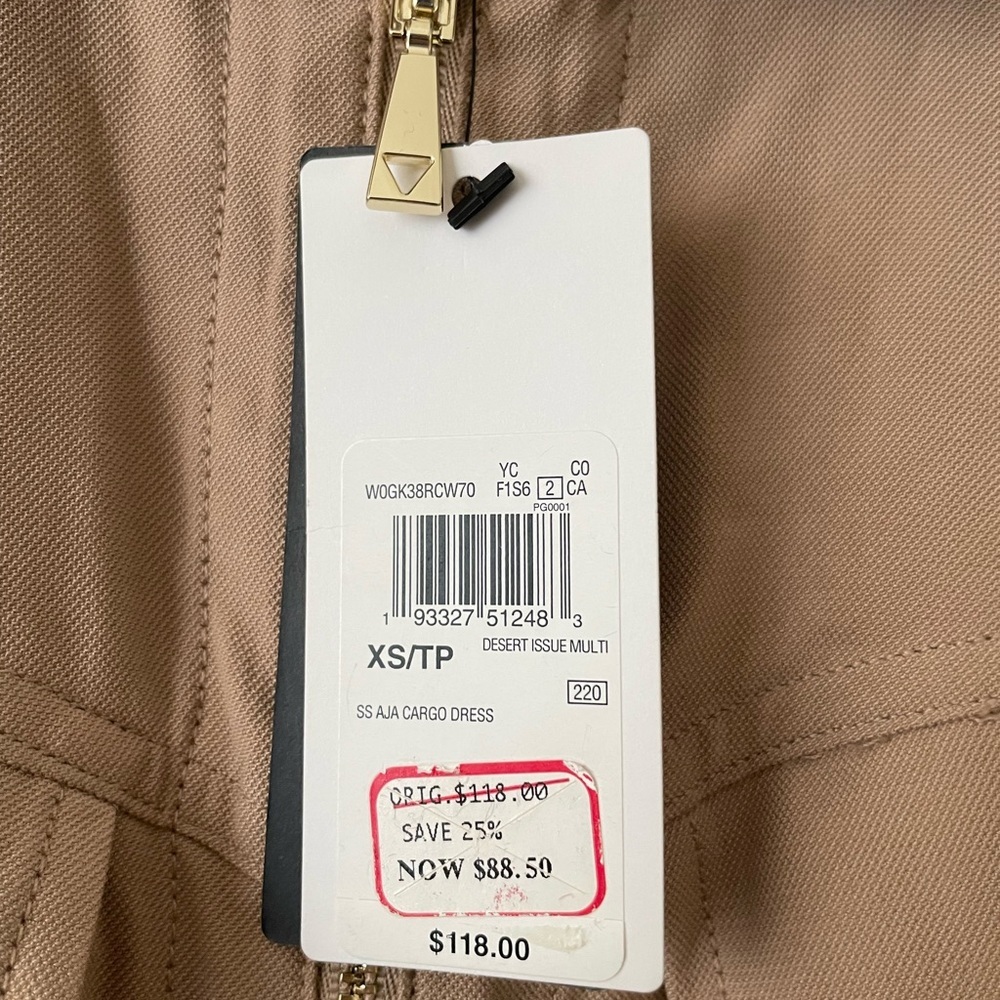 YC CO
W0GK38RCW70 F1S6 2 CA
PG0001
1 93327 51248 3
XS/TP DESERT ISSUE MULTI
220
SS AJA CARGO DRESS
ORIG.$118.00
SAVE 25%
NOW $88.50
$118.00